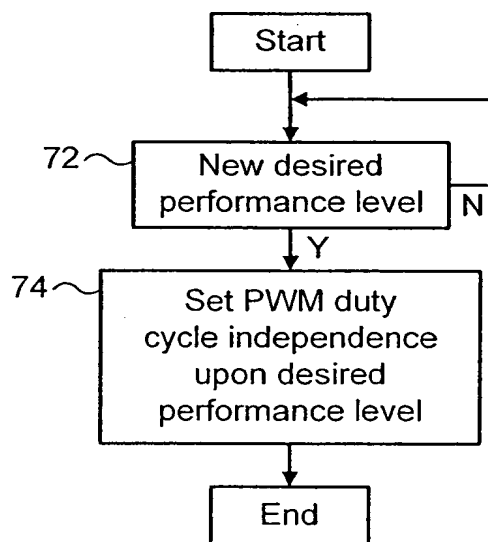 Start
72
New desired
performance level
N
Y
74
Set PWM duty
cycle independence
upon desired
performance level
End